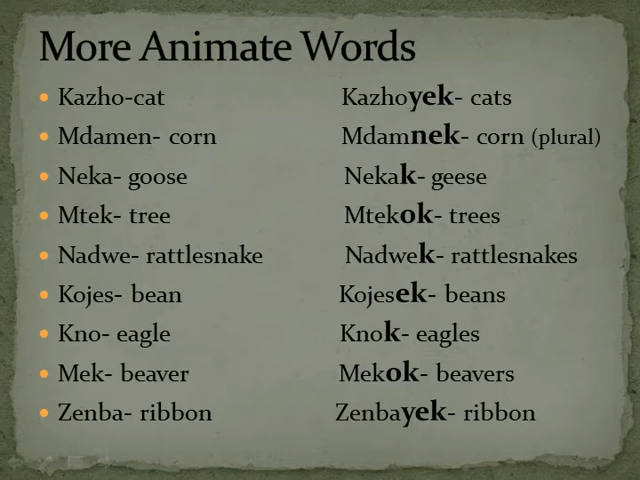 More Animate Words
Kazho-cat Kazhoyek- cats
Mdamen- corn Mdamnek- corn (plural)
Neka- goose Nekak- geese
Mtek- tree Mtekok- trees
Nadwe- rattlesnake Nadwek- rattlesnakes
Kojes- bean Kojesek- beans
Kno- eagle Knok- eagles
Mek- beaver Mekok- beavers
Zenba- ribbon Zenbayek- ribbon